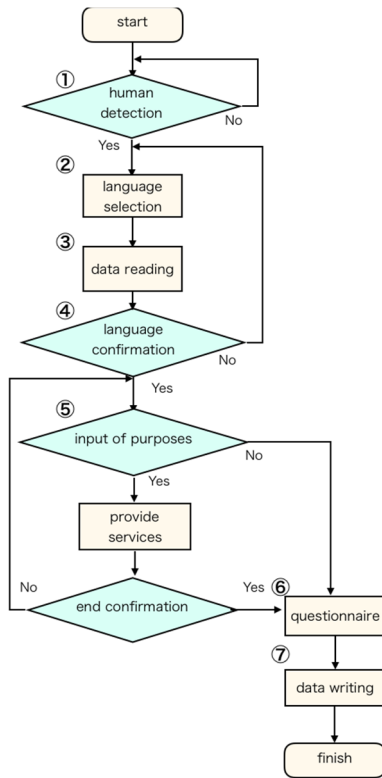 start
①
human
detection
No
Yes
②
language
selection
③
data reading
④
language
confirmation
No
Yes
⑤
input of purposes
No
Yes
provide
services
No
end confirmation
Yes
⑥
questionnaire
⑦
data writing
finish